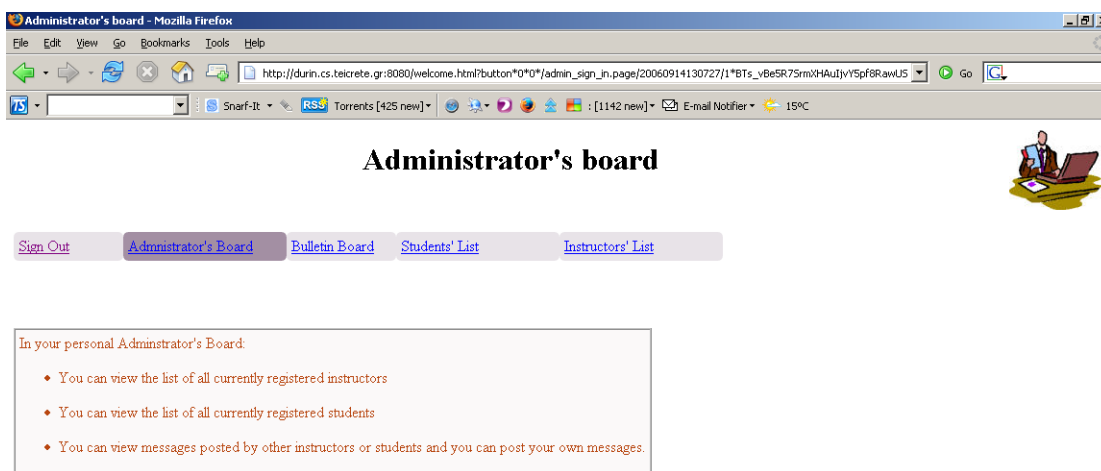 Administrator's board - Mozilla Firefox
File Edit View Go Bookmarks Tools Help
http://durin.cs.teicrete.gr:8080/welcome.html?button*0*0*/admin_sign_in.page/20060914130727/1*BTs_vBe5R7SrmXHAuIjvY5pf8RawUS Go G
TS Snarf-It RSS Torrents [425 new] : [1142 new] E-mail Notifier 15ºC
Administrator's board
Sign Out Admnistrator's Board Bulletin Board Students' List Instructors' List
In your personal Adminstrator's Board:
• You can view the list of all currently registered instructors
• You can view the list of all currently registered students
• You can view messages posted by other instructors or students and you can post your own messages.